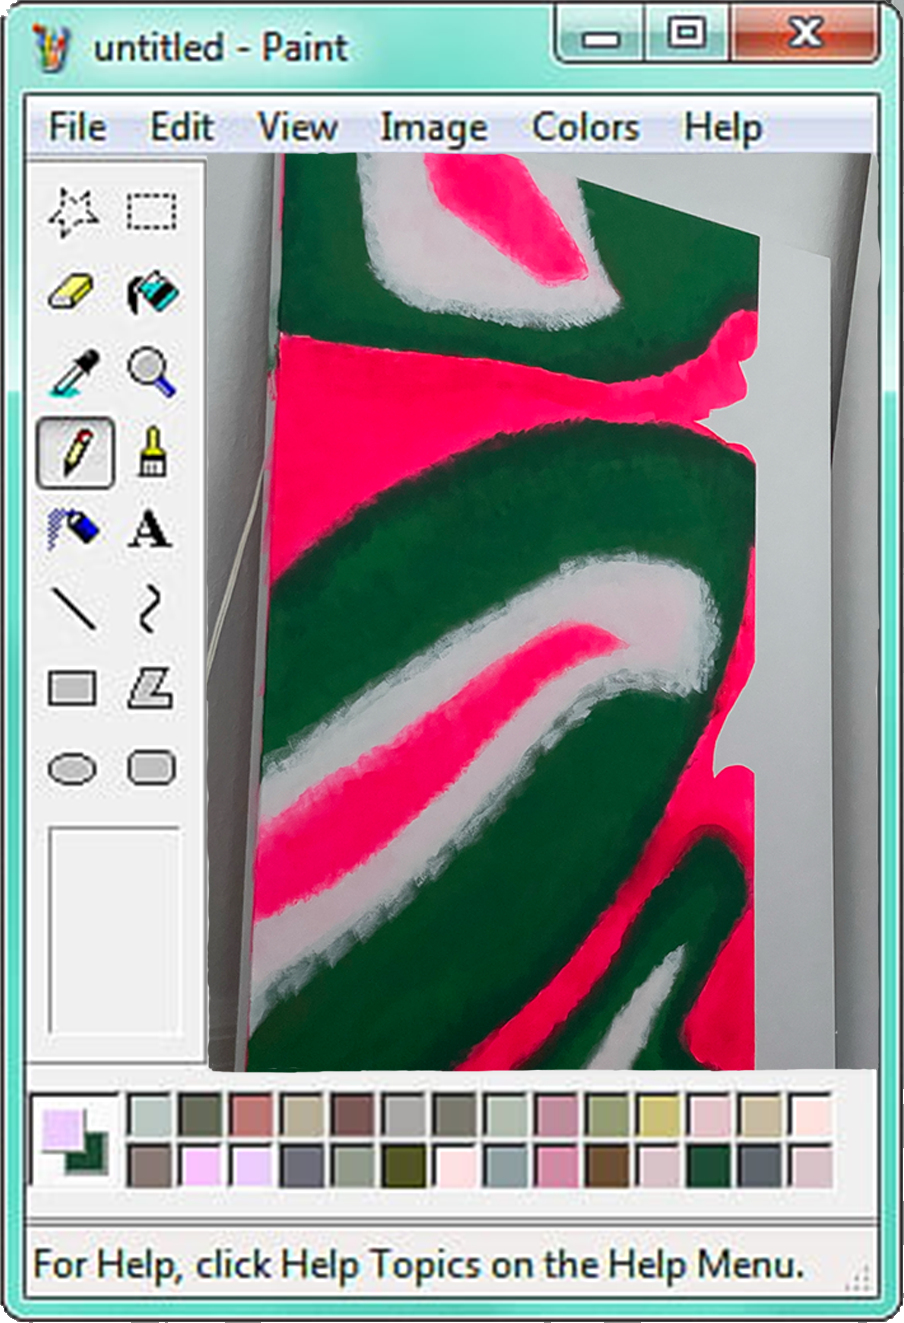 untitled - Paint
File Edit View Image Colors Help
A
For Help, click Help Topics on the Help Menu.